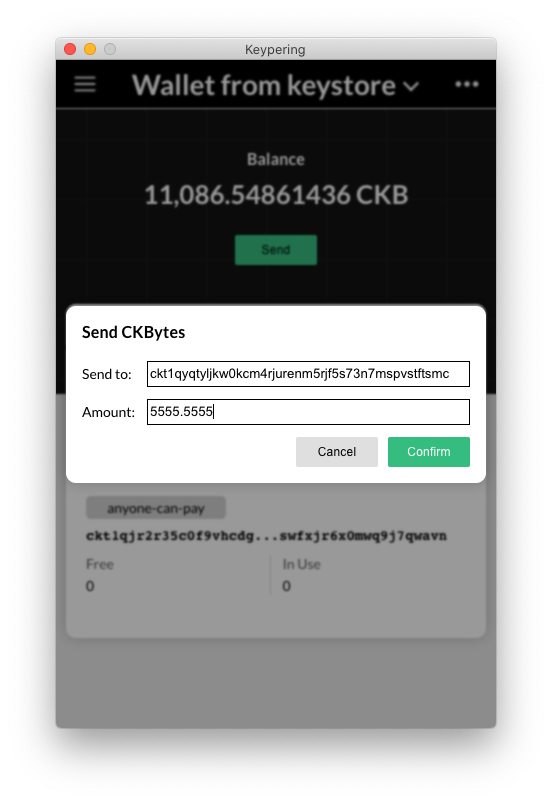 Keypering
Wallet from keystore
Balance
11,086.54861436 CKB
Send
Send CKBytes
Send to: ckt1qyqtyljkw0kcm4rjurenm5rjf5s73n7mspvstftsmc
Amount: 5555.5555
Cancel Confirm
anyone-can-pay
ckt1qjr2r35c0f9vhcdg...swfxjr6x0mwq9j7qwavn
Free In Use
0 0